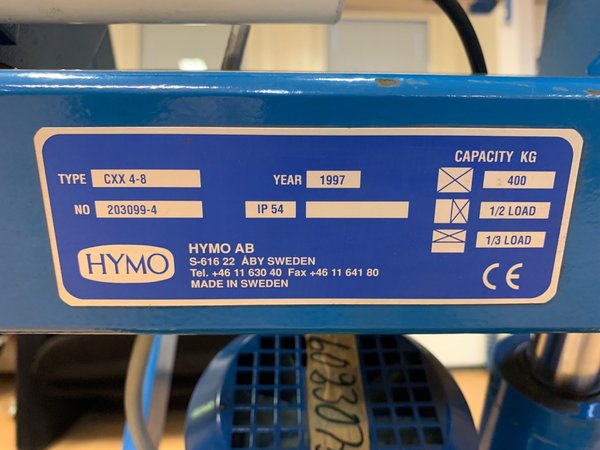 CAPACITY KG
TYPE CXX 4-8 YEAR 1997 400
NO 203099-4 IP 54 1/2 LOAD
1/3 LOAD
HYMO
HYMO AB
S-616 22 ÅBY SWEDEN
Tel. +46 11 630 40 Fax +46 11 641 80
MADE IN SWEDEN
CE